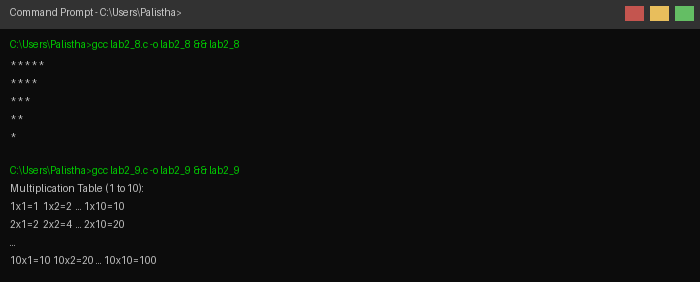 Command Prompt - C:\Users\Palistha>
C:\Users\Palistha>gcc lab2_8.c -o lab2_8 && lab2_8
* * * * *
* * * *
* * *
* *
*
C:\Users\Palistha>gcc lab2_9.c -o lab2_9 && lab2_9
Multiplication Table (1 to 10):
1x1=1  1x2=2  ... 1x10=10
2x1=2  2x2=4  ... 2x10=20
...
10x1=10 10x2=20 ... 10x10=100